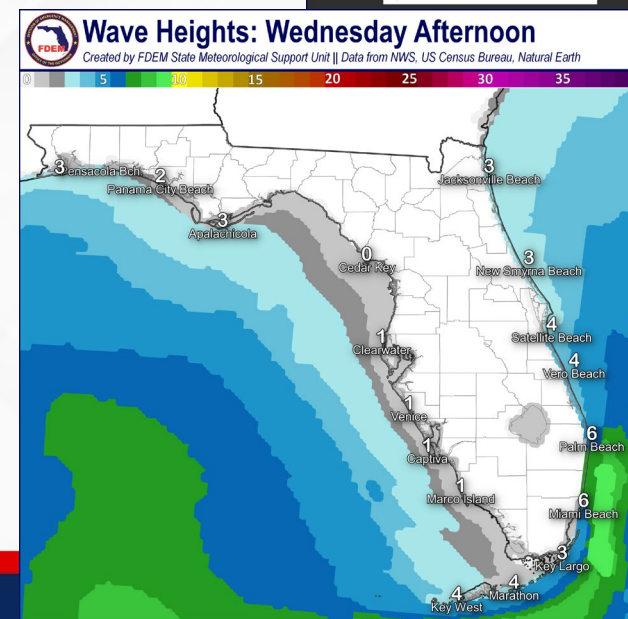 Wave Heights: Wednesday Afternoon
FDEM
Created by FDEM State Meteorological Support Unit || Data from NWS, US Census Bureau, Natural Earth
0 5 10 15 20 25 30 35
3
Pensacola Bch.
2
Panama City Beach
3
Apalachicola
0
Cedar Key
1
Clearwater
1
Venice
1
Captiva
1
Marco Island
3
Jacksonville Beach
3
New Smyrna Beach
4
Satellite Beach
4
Vero Beach
6
Palm Beach
6
Miami Beach
3
Key Largo
4
Marathon
4
Key West